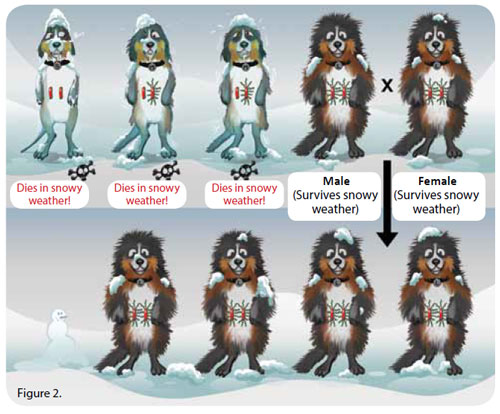 X
Dies in snowy
weather!
Dies in snowy
weather!
Dies in snowy
weather!
Male
(Survives snowy
weather)
Female
(Survives snowy
weather)
Figure 2.